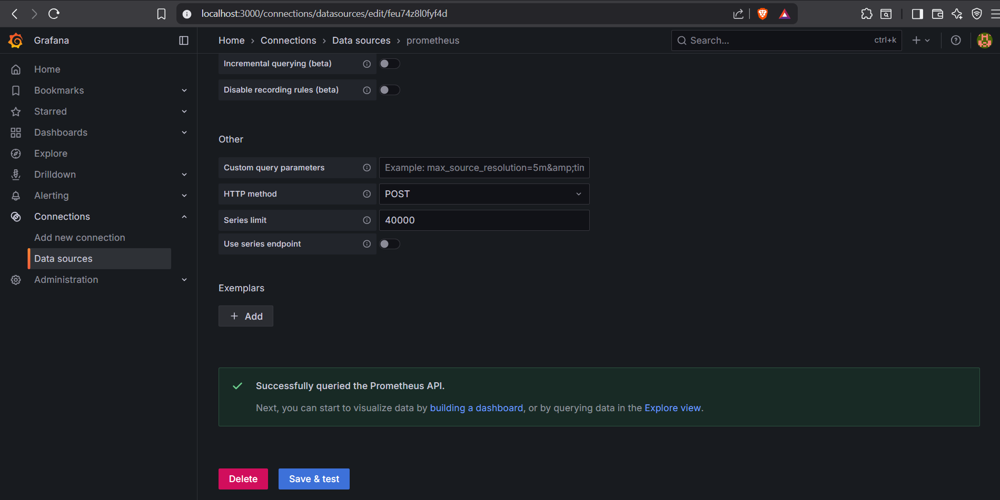 localhost:3000/connections/datasources/edit/feu74z8l0fyf4d
Grafana
Home › Connections › Data sources › prometheus
Search... ctrl+k
Home
Bookmarks
Starred
Dashboards
Explore
Drilldown
Alerting
Connections
Add new connection
Data sources
Administration
Incremental querying (beta)
Disable recording rules (beta)
Other
Custom query parameters Example: max_source_resolution=5m&amp;tim
HTTP method POST
Series limit 40000
Use series endpoint
Exemplars
+ Add
Successfully queried the Prometheus API.
Next, you can start to visualize data by building a dashboard, or by querying data in the Explore view.
Delete Save & test